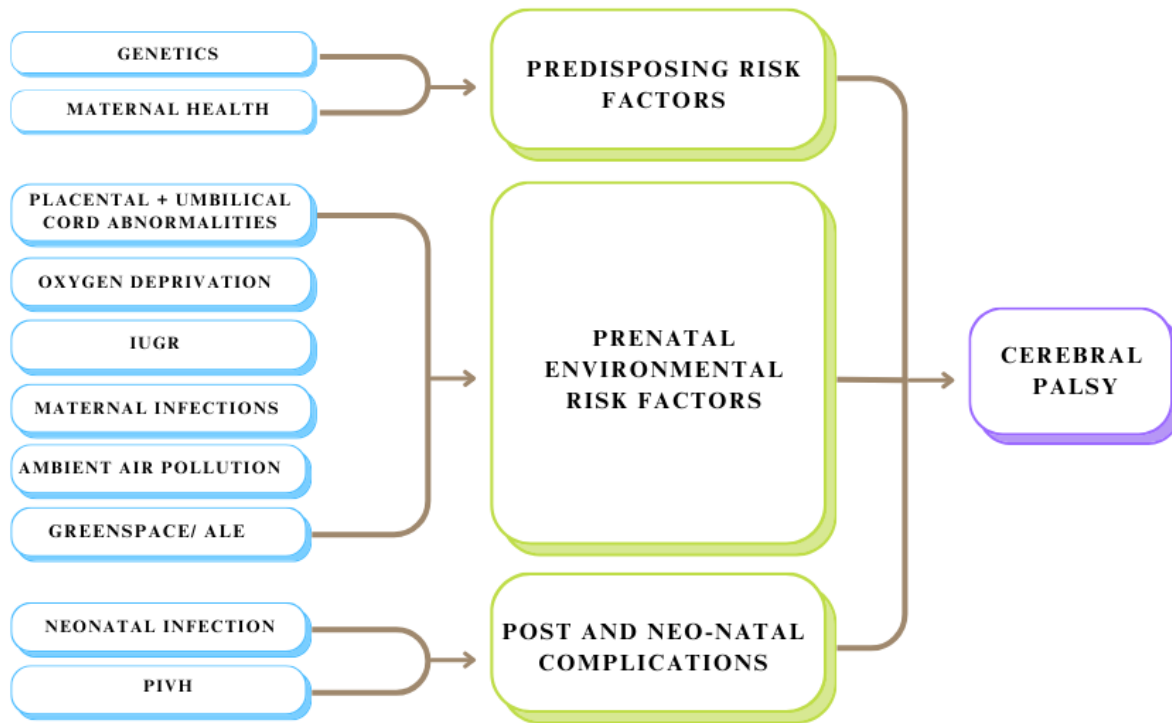 GENETICS
MATERNAL HEALTH
PREDISPOSING RISK
FACTORS
PLACENTAL + UMBILICAL
CORD ABNORMALITIES
OXYGEN DEPRIVATION
IUGR
MATERNAL INFECTIONS
AMBIENT AIR POLLUTION
GREENSPACE/ ALE
PRENATAL
ENVIRONMENTAL
RISK FACTORS
NEONATAL INFECTION
PIVH
POST AND NEO-NATAL
COMPLICATIONS
CEREBRAL
PALSY